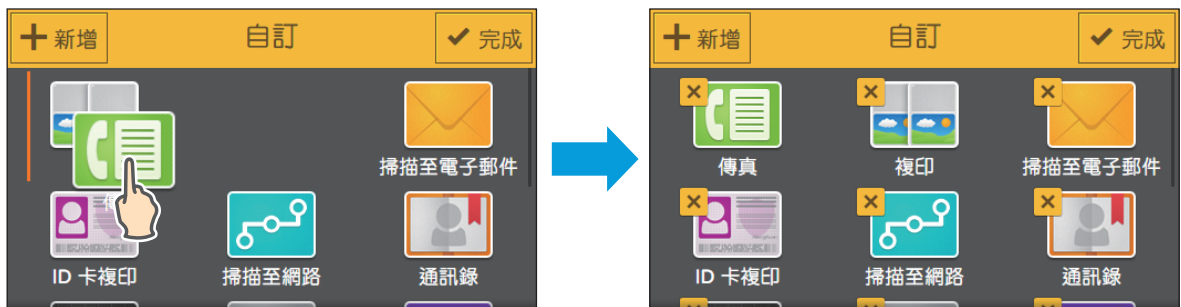 新增
自訂
完成
掃描至電子郵件
ID 卡複印
掃描至網路
通訊錄
新增
自訂
完成
傳真
複印
掃描至電子郵件
ID 卡複印
掃描至網路
通訊錄